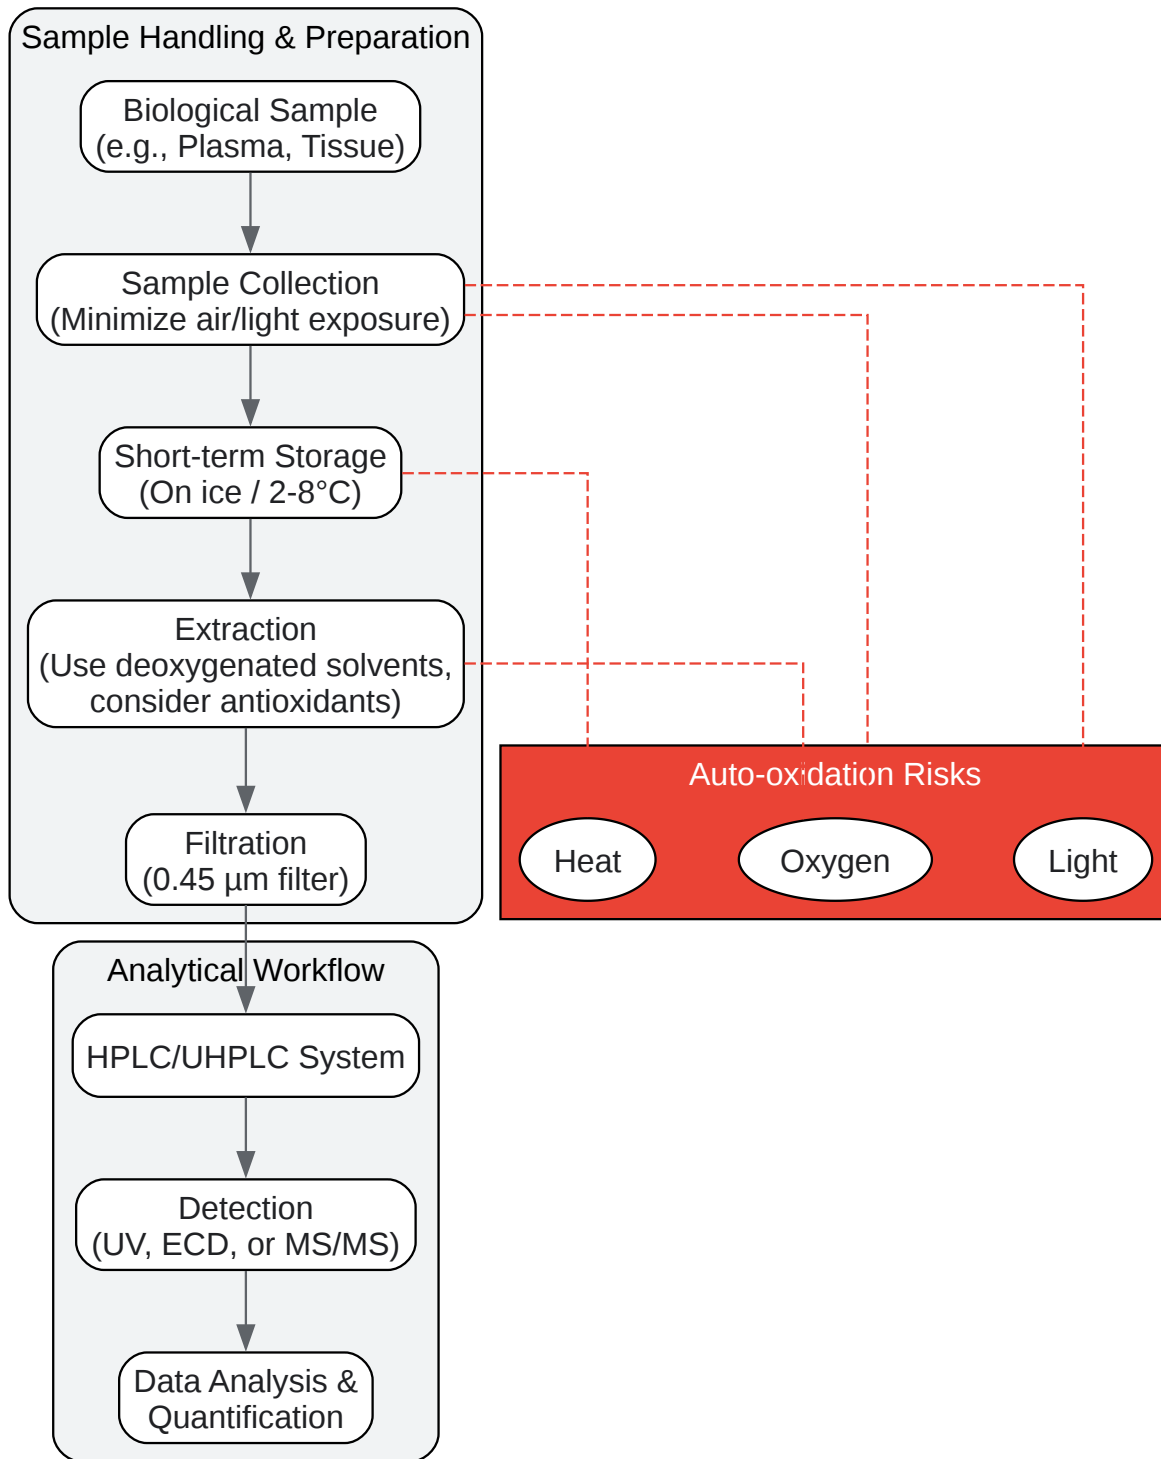 Sample Handling & Preparation
Biological Sample
(e.g., Plasma, Tissue)
Sample Collection
(Minimize air/light exposure)
Short-term Storage
(On ice / 2-8°C)
Extraction
(Use deoxygenated solvents,
consider antioxidants)
Filtration
(0.45 µm filter)
Auto-oxidation Risks
Heat
Oxygen
Light
Analytical Workflow
HPLC/UHPLC System
Detection
(UV, ECD, or MS/MS)
Data Analysis &
Quantification